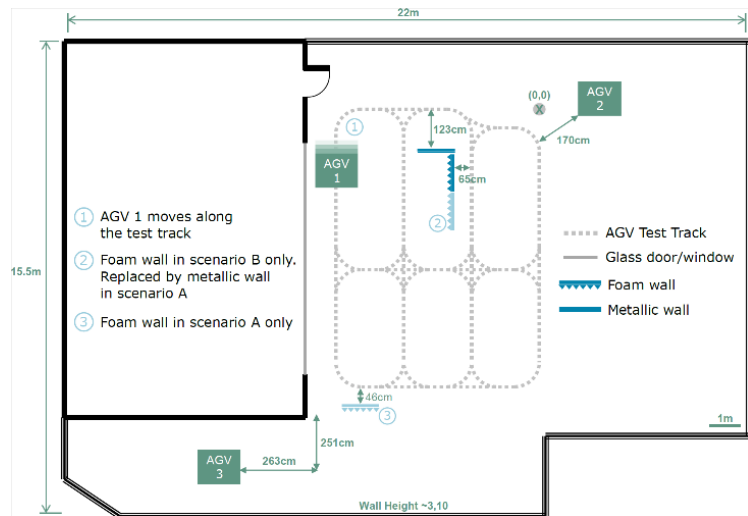 22m
(0,0)
X
AGV
2
1
123cm
170cm
AGV
1
65cm
2
1 AGV 1 moves along
the test track
2 Foam wall in scenario B only.
Replaced by metallic wall
in scenario A
3 Foam wall in scenario A only
15.5m
AGV Test Track
Glass door/window
Foam wall
Metallic wall
46cm
3
1m
251cm
AGV
3
263cm
Wall Height ~3,10